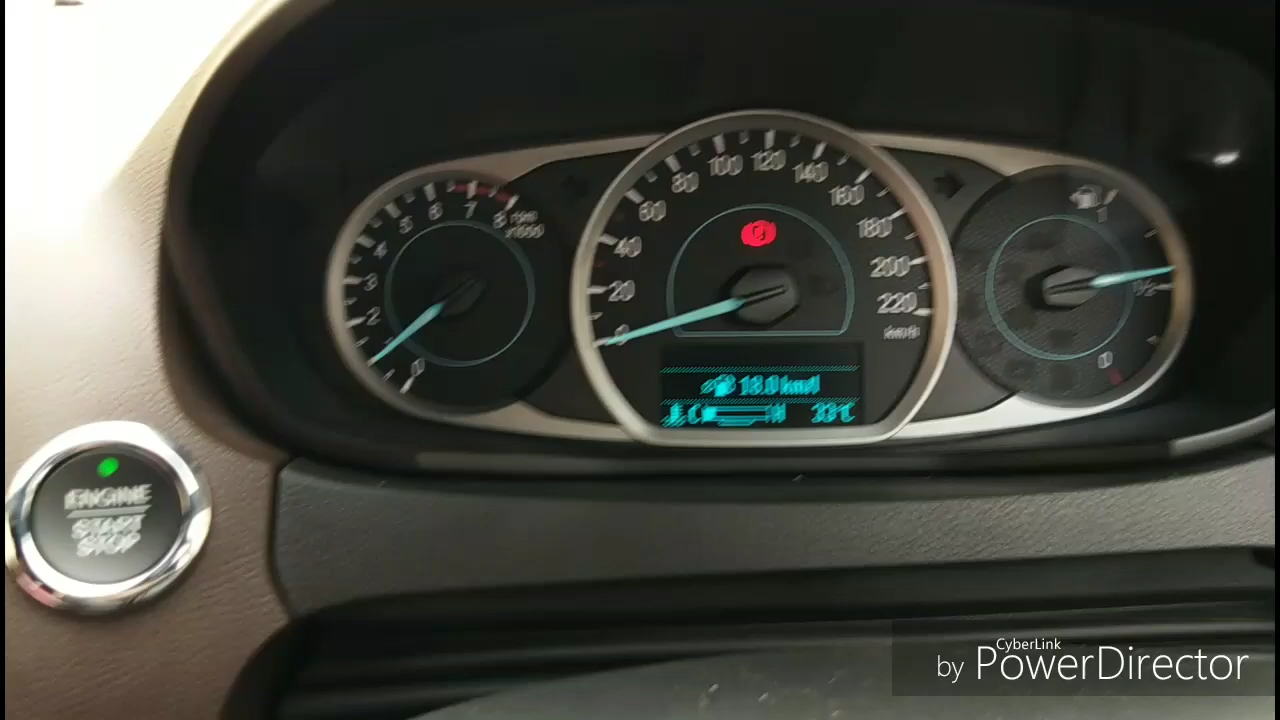 0 1 2 3 4 5 6 7 8
x1000
0 20 40 60 80 100 120 140 160 180 200 220
km/h
1
½
0
18.0 km/l
C H 33°C
ENGINE
START
STOP
CyberLink
by PowerDirector